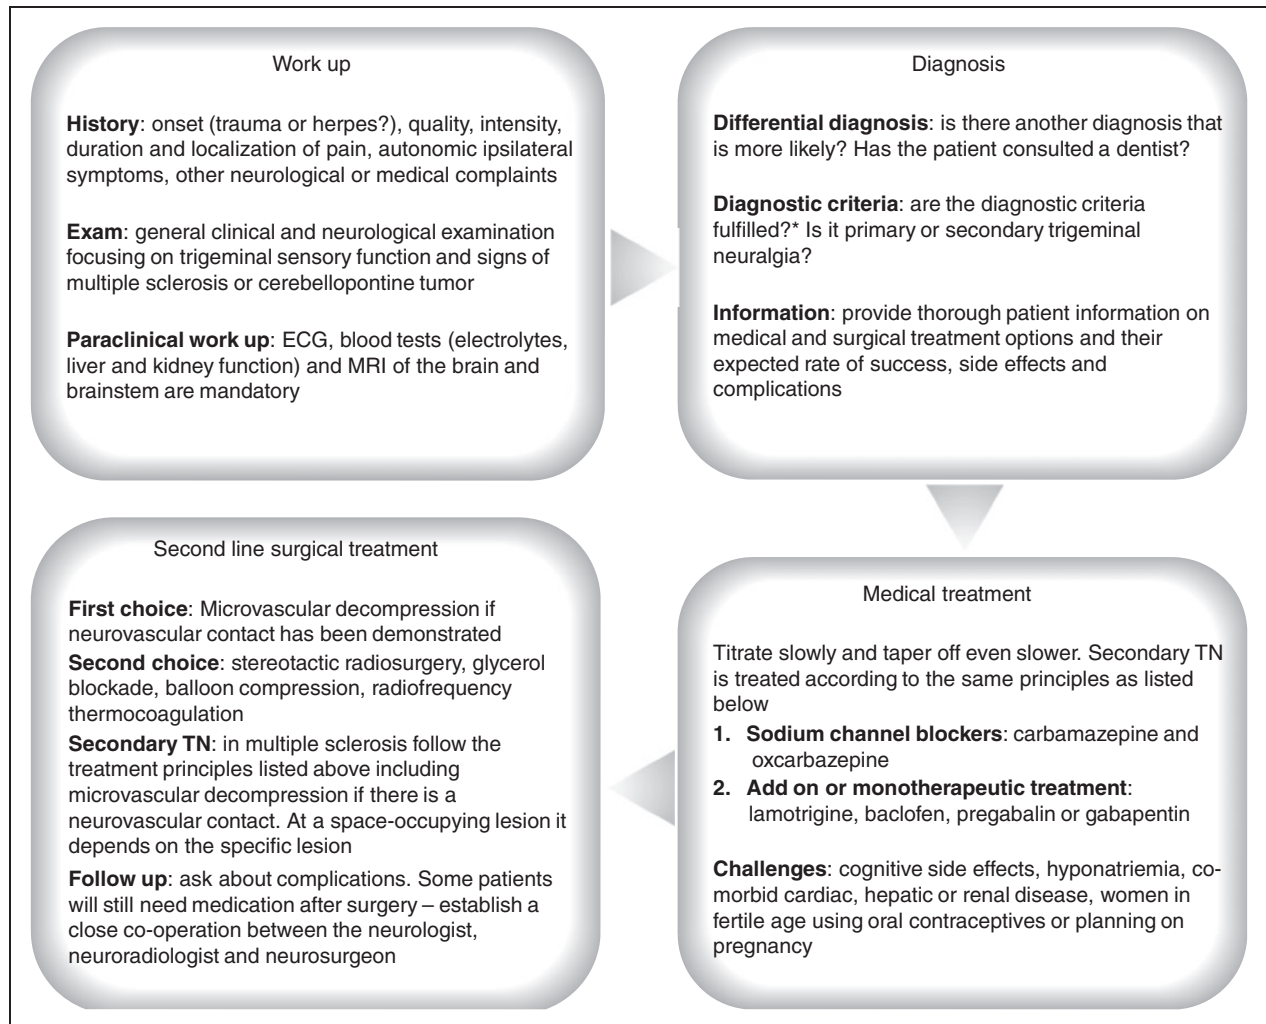 Work up
History: onset (trauma or herpes?), quality, intensity,
duration and localization of pain, autonomic ipsilateral
symptoms, other neurological or medical complaints
Exam: general clinical and neurological examination
focusing on trigeminal sensory function and signs of
multiple sclerosis or cerebellopontine tumor
Paraclinical work up: ECG, blood tests (electrolytes,
liver and kidney function) and MRI of the brain and
brainstem are mandatory
Diagnosis
Differential diagnosis: is there another diagnosis that
is more likely? Has the patient consulted a dentist?
Diagnostic criteria: are the diagnostic criteria
fulfilled?* Is it primary or secondary trigeminal
neuralgia?
Information: provide thorough patient information on
medical and surgical treatment options and their
expected rate of success, side effects and
complications
Medical treatment
Titrate slowly and taper off even slower. Secondary TN
is treated according to the same principles as listed
below
1. Sodium channel blockers: carbamazepine and
oxcarbazepine
2. Add on or monotherapeutic treatment:
lamotrigine, baclofen, pregabalin or gabapentin
Challenges: cognitive side effects, hyponatriemia, co-
morbid cardiac, hepatic or renal disease, women in
fertile age using oral contraceptives or planning on
pregnancy
Second line surgical treatment
First choice: Microvascular decompression if
neurovascular contact has been demonstrated
Second choice: stereotactic radiosurgery, glycerol
blockade, balloon compression, radiofrequency
thermocoagulation
Secondary TN: in multiple sclerosis follow the
treatment principles listed above including
microvascular decompression if there is a
neurovascular contact. At a space-occupying lesion it
depends on the specific lesion
Follow up: ask about complications. Some patients
will still need medication after surgery – establish a
close co-operation between the neurologist,
neuroradiologist and neurosurgeon